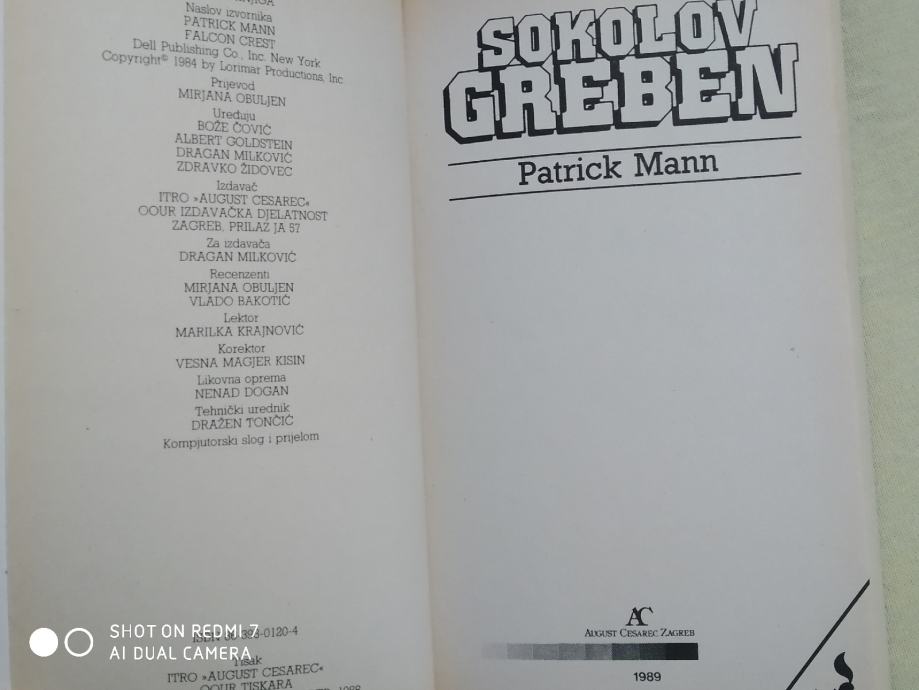 Naslov izvornika
PATRICK MANN
FALCON CREST
Dell Publishing Co., Inc. New York
Copyright© 1984 by Lorimar Productions, Inc
Prijevod
MIRJANA OBULJEN
Uređuju
BOŽE ČOVIĆ
ALBERT GOLDSTEIN
DRAGAN MILKOVIĆ
ZDRAVKO ŽIDOVEC
Izdavač
ITRO »AUGUST CESAREC«
OOUR IZDAVAČKA DJELATNOST
ZAGREB, PRILAZ JA 57
Za izdavača
DRAGAN MILKOVIĆ
Recenzenti
MIRJANA OBULJEN
VLADO BAKOTIĆ
Lektor
MARILKA KRAJNOVIĆ
Korektor
VESNA MAGJER KISIN
Likovna oprema
NENAD DOGAN
Tehnički urednik
DRAŽEN TONČIĆ
Kompjutorski slog i prijelom
ISBN
Tisak
ITRO »AUGUST CESAREC«
OOUR TISKARA
SHOT ON REDMI 7
AI DUAL CAMERA
SOKOLOV
GREBEN
Patrick Mann
AC
AUGUST CESAREC ZAGREB
1989